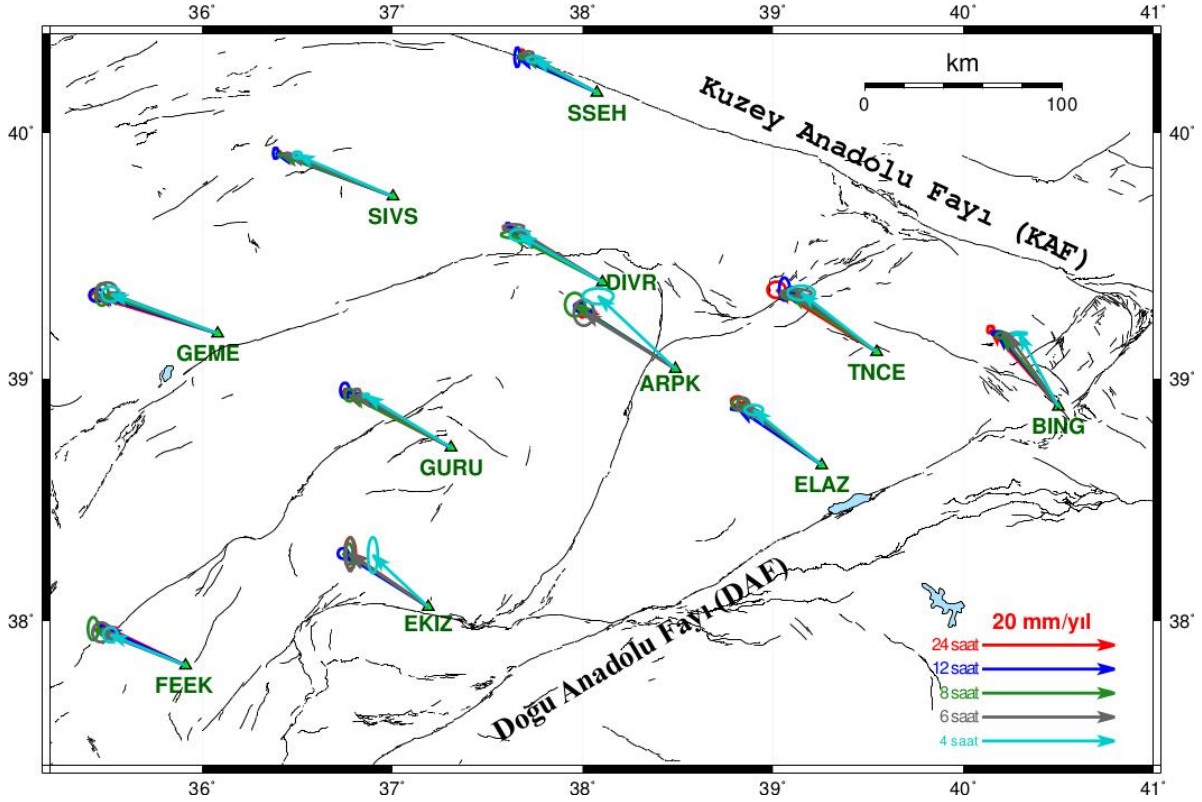 36° 37° 38° 39° 40° 41°
km
0 100
SSEH
Kuzey Anadolu Fayı (KAF)
40° 40°
SIVS
DIVR
GEME
TNCE
39° 39°
ARPK
BING
GURU
ELAZ
Doğu Anadolu Fayı (DAF)
EKIZ
38° 38°
20 mm/yıl
24 saat
12 saat
FEEK
8 saat
6 saat
4 saat
36° 37° 38° 39° 40° 41°